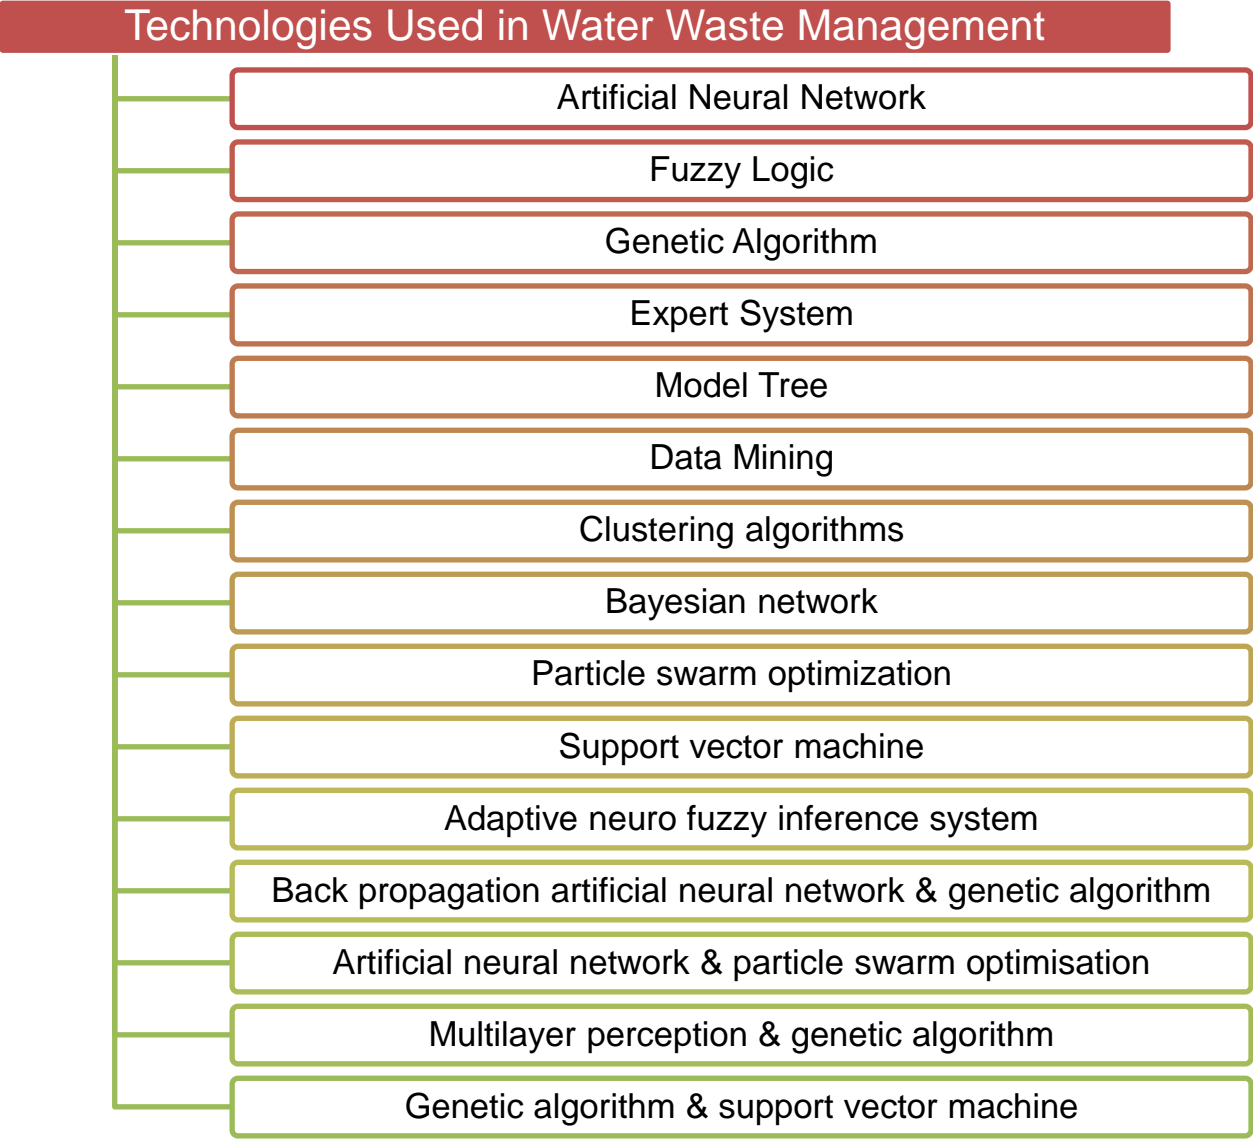 Technologies Used in Water Waste Management
Artificial Neural Network
Fuzzy Logic
Genetic Algorithm
Expert System
Model Tree
Data Mining
Clustering algorithms
Bayesian network
Particle swarm optimization
Support vector machine
Adaptive neuro fuzzy inference system
Back propagation artificial neural network & genetic algorithm
Artificial neural network & particle swarm optimisation
Multilayer perception & genetic algorithm
Genetic algorithm & support vector machine